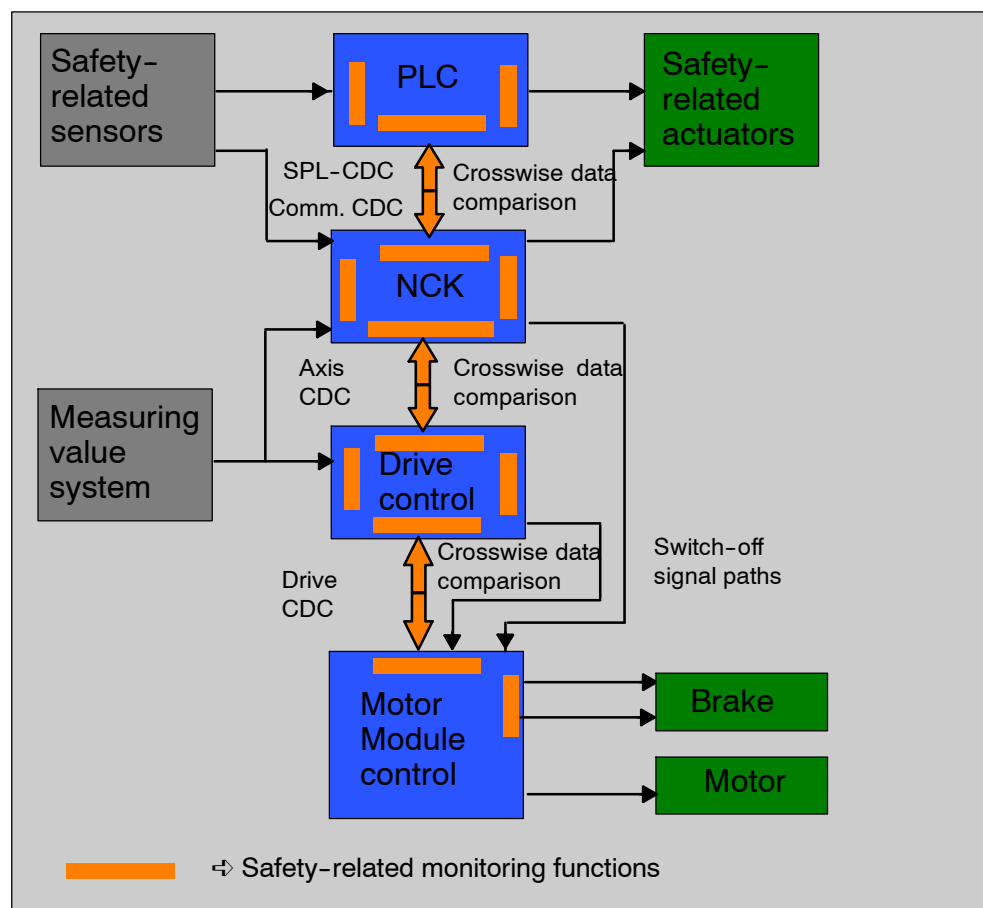 Safety-
related
sensors
PLC
Safety-
related
actuators
SPL-CDC
Comm. CDC
Crosswise data
comparison
NCK
Axis
CDC
Crosswise data
comparison
Measuring
value
system
Drive
control
Drive
CDC
Crosswise data
comparison
Switch-off
signal paths
Motor
Module
control
Brake
Motor
➪ Safety-related monitoring functions